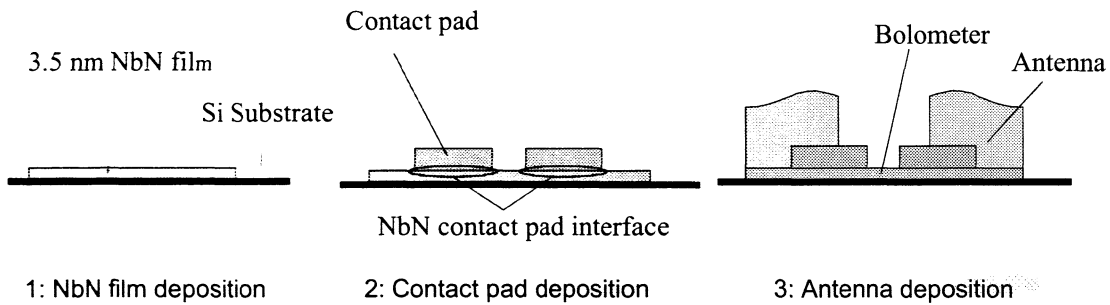 Contact pad
Bolometer
3.5 nm NbN film
Antenna
Si Substrate
NbN contact pad interface
1: NbN film deposition
2: Contact pad deposition
3: Antenna deposition